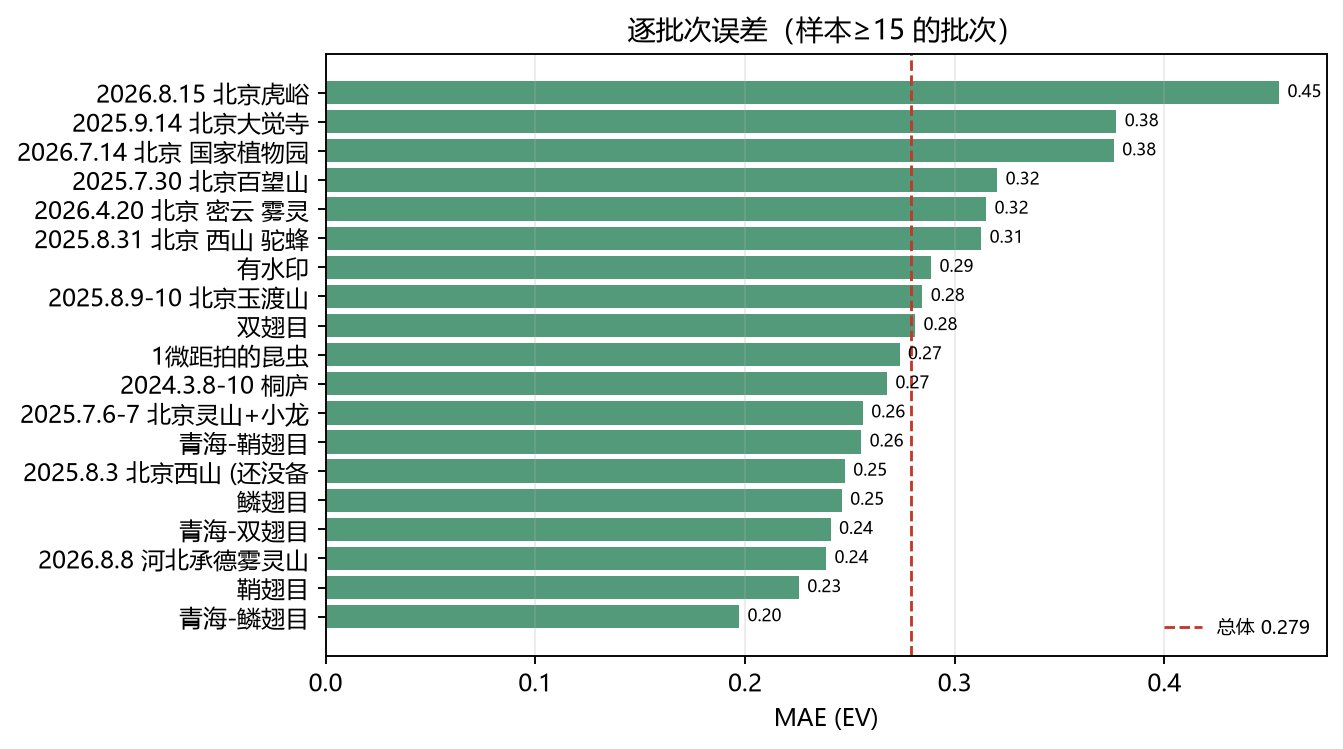 逐批次误差（样本≥15 的批次）
2026.8.15 北京虎峪
0.45
2025.9.14 北京大觉寺
0.38
2026.7.14 北京 国家植物园
0.38
2025.7.30 北京百望山
0.32
2026.4.20 北京 密云 雾灵
0.32
2025.8.31 北京 西山 驼蜂
0.31
有水印
0.29
2025.8.9-10 北京玉渡山
0.28
双翅目
0.28
1微距拍的昆虫
0.27
2024.3.8-10 桐庐
0.27
2025.7.6-7 北京灵山+小龙
0.26
青海-鞘翅目
0.26
2025.8.3 北京西山 (还没备
0.25
鳞翅目
0.25
青海-双翅目
0.24
2026.8.8 河北承德雾灵山
0.24
鞘翅目
0.23
青海-鳞翅目
0.20
总体 0.279
0.0 0.1 0.2 0.3 0.4
MAE (EV)